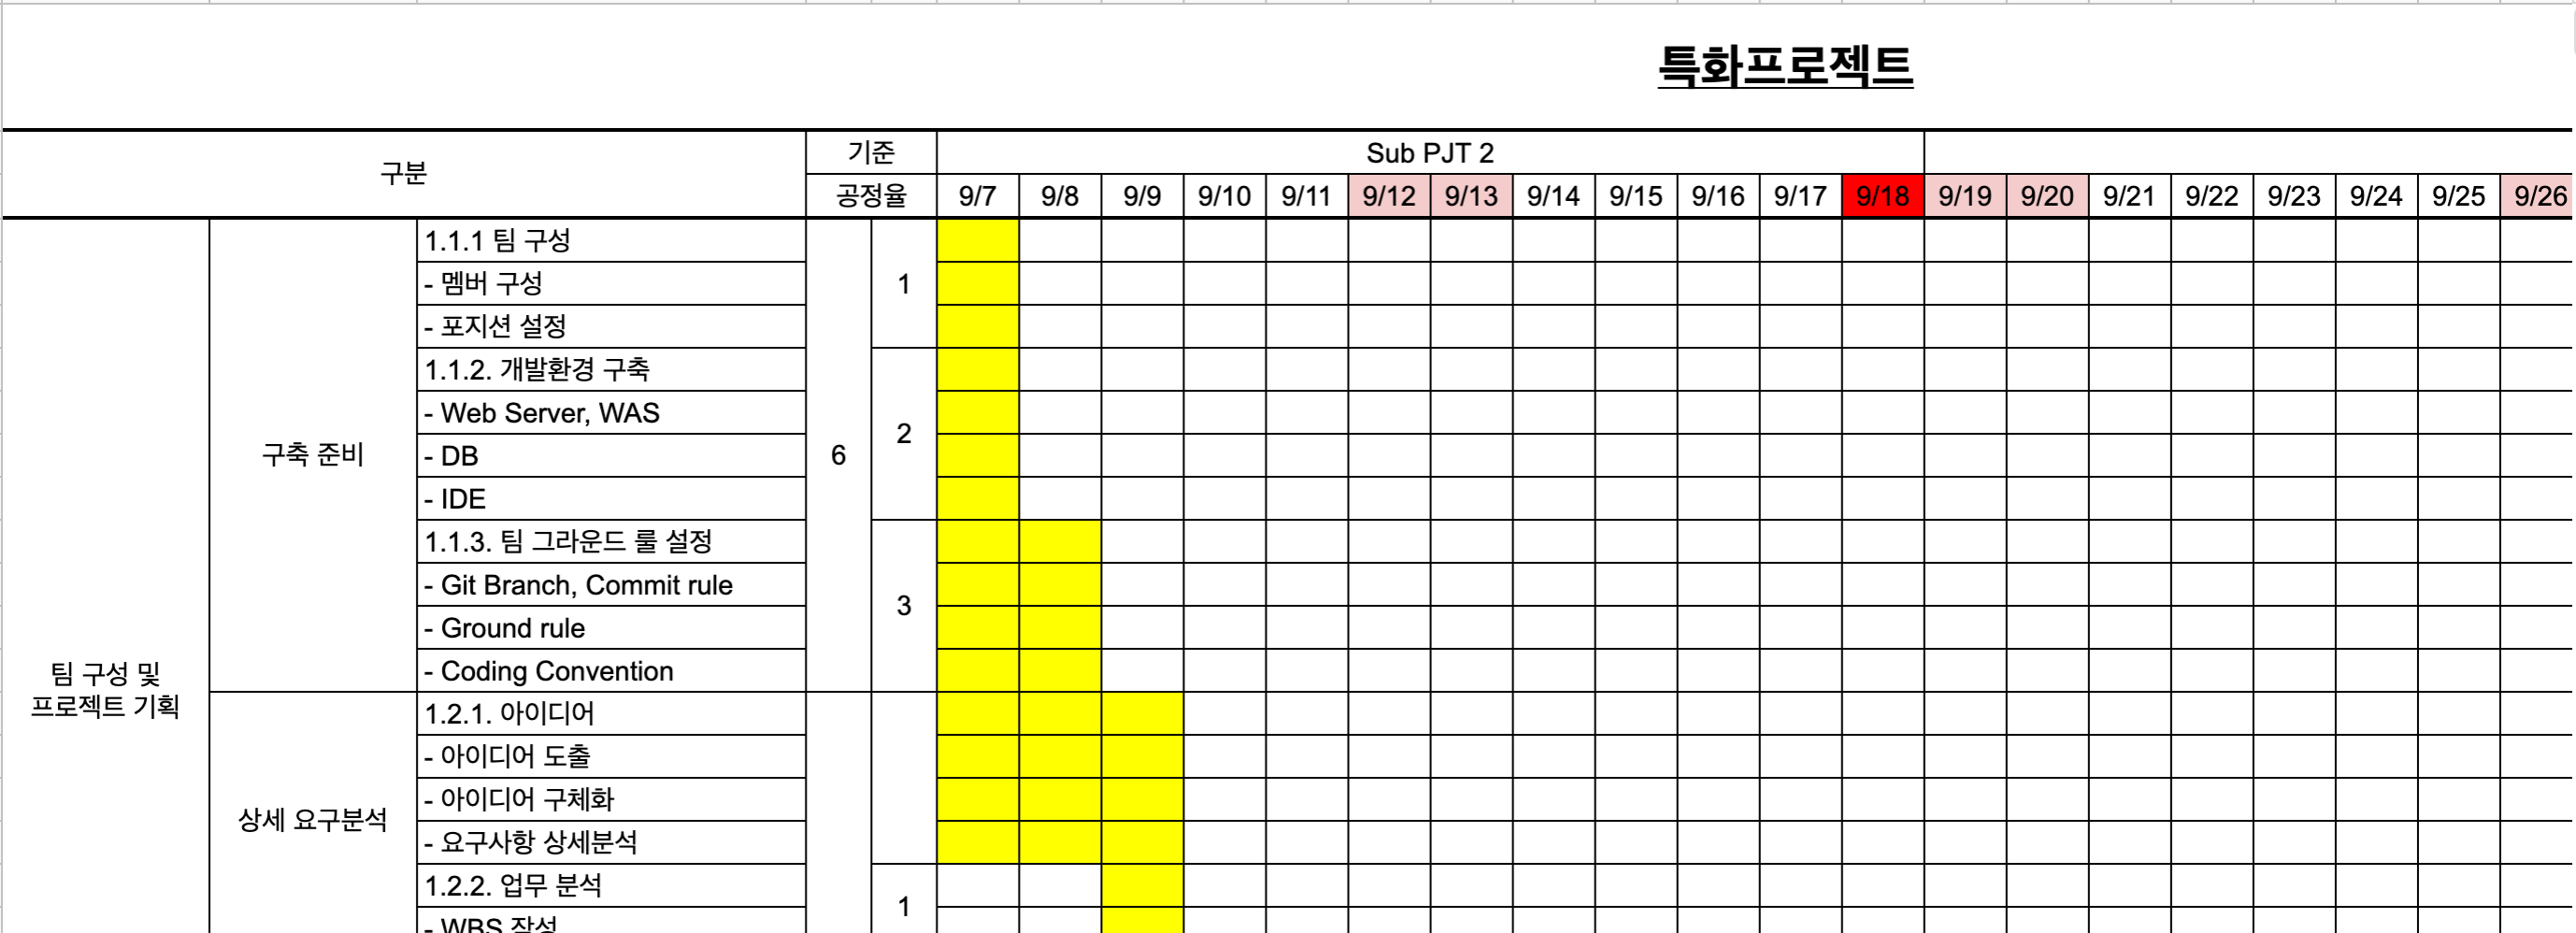 특화프로젝트
구분
기준
Sub PJT 2
공정율
9/7 9/8 9/9 9/10 9/11 9/12 9/13 9/14 9/15 9/16 9/17 9/18 9/19 9/20 9/21 9/22 9/23 9/24 9/25 9/26
팀 구성 및
프로젝트 기획
구축 준비
6
1.1.1 팀 구성
- 멤버 구성
1
- 포지션 설정
1.1.2. 개발환경 구축
- Web Server, WAS
2
- DB
- IDE
1.1.3. 팀 그라운드 룰 설정
- Git Branch, Commit rule
3
- Ground rule
- Coding Convention
상세 요구분석
1.2.1. 아이디어
- 아이디어 도출
- 아이디어 구체화
- 요구사항 상세분석
1.2.2. 업무 분석
1
- WBS 작성